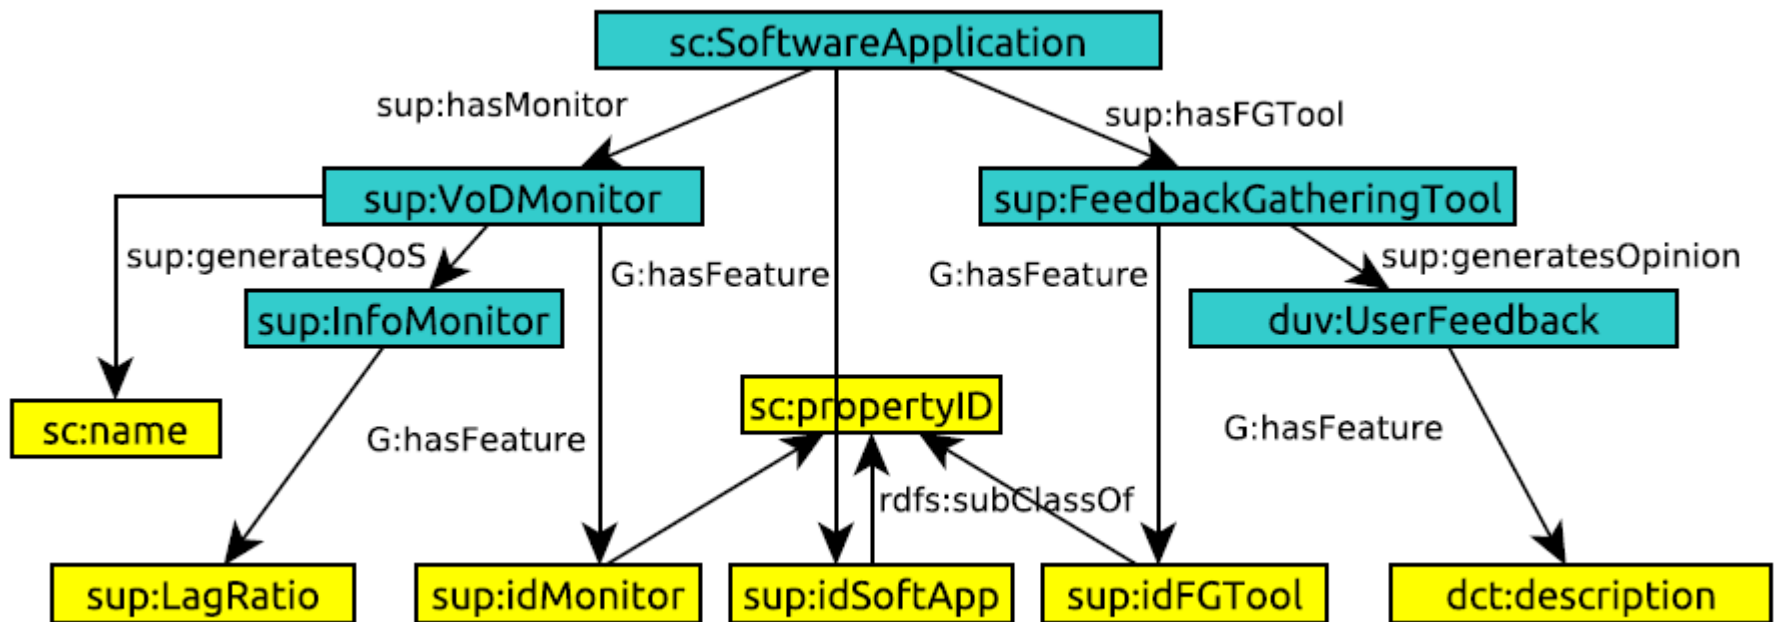 sc:SoftwareApplication
sup:hasMonitor
sup:hasFGTool
sup:VoDMonitor
sup:FeedbackGatheringTool
sup:generatesQoS
G:hasFeature
G:hasFeature
sup:generatesOpinion
sup:InfoMonitor
duv:UserFeedback
sc:propertyID
sc:name
G:hasFeature
G:hasFeature
rdfs:subClassOf
sup:LagRatio
sup:idMonitor
sup:idSoftApp
sup:idFGTool
dct:description